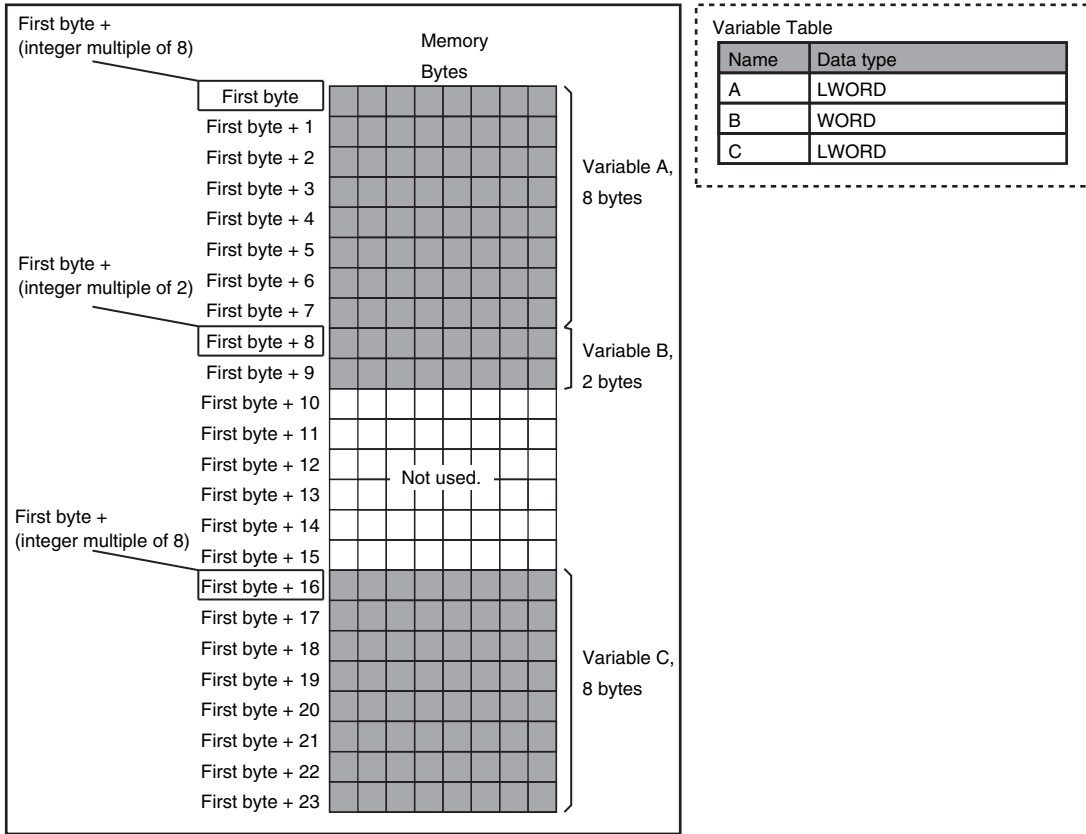 First byte +
(integer multiple of 8)
Memory
Bytes
First byte
First byte + 1
First byte + 2
First byte + 3
First byte + 4
First byte + 5
First byte + 6
First byte + 7
First byte + 8
First byte + 9
First byte + 10
First byte + 11
First byte + 12
First byte + 13
First byte + 14
First byte + 15
First byte + 16
First byte + 17
First byte + 18
First byte + 19
First byte + 20
First byte + 21
First byte + 22
First byte + 23
First byte +
(integer multiple of 2)
First byte +
(integer multiple of 8)
Variable A,
8 bytes
Variable B,
2 bytes
Not used.
Variable C,
8 bytes
Variable Table
Name Data type
A LWORD
B WORD
C LWORD